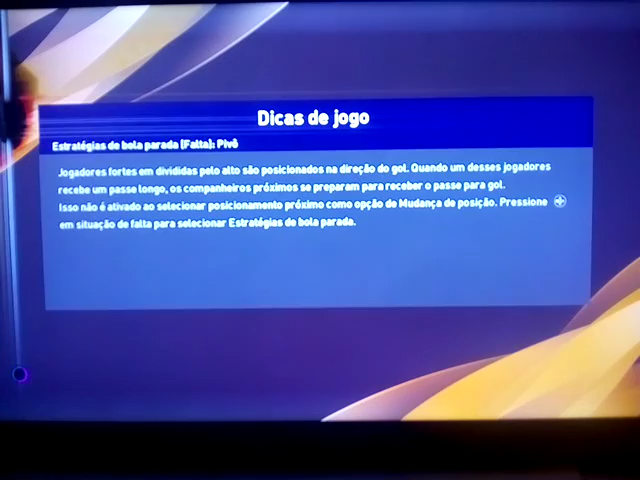 Dicas de jogo
Estratégias de bola parada (Falta): Pivô
Jogadores fortes em divididas pelo alto são posicionados na direção do gol. Quando um desses jogadores
recebe um passe longo, os companheiros próximos se preparam para receber o passe para gol.
Isso não é ativado ao selecionar posicionamento próximo como opção de Mudança de posição. Pressione
em situação de falta para selecionar Estratégias de bola parada.